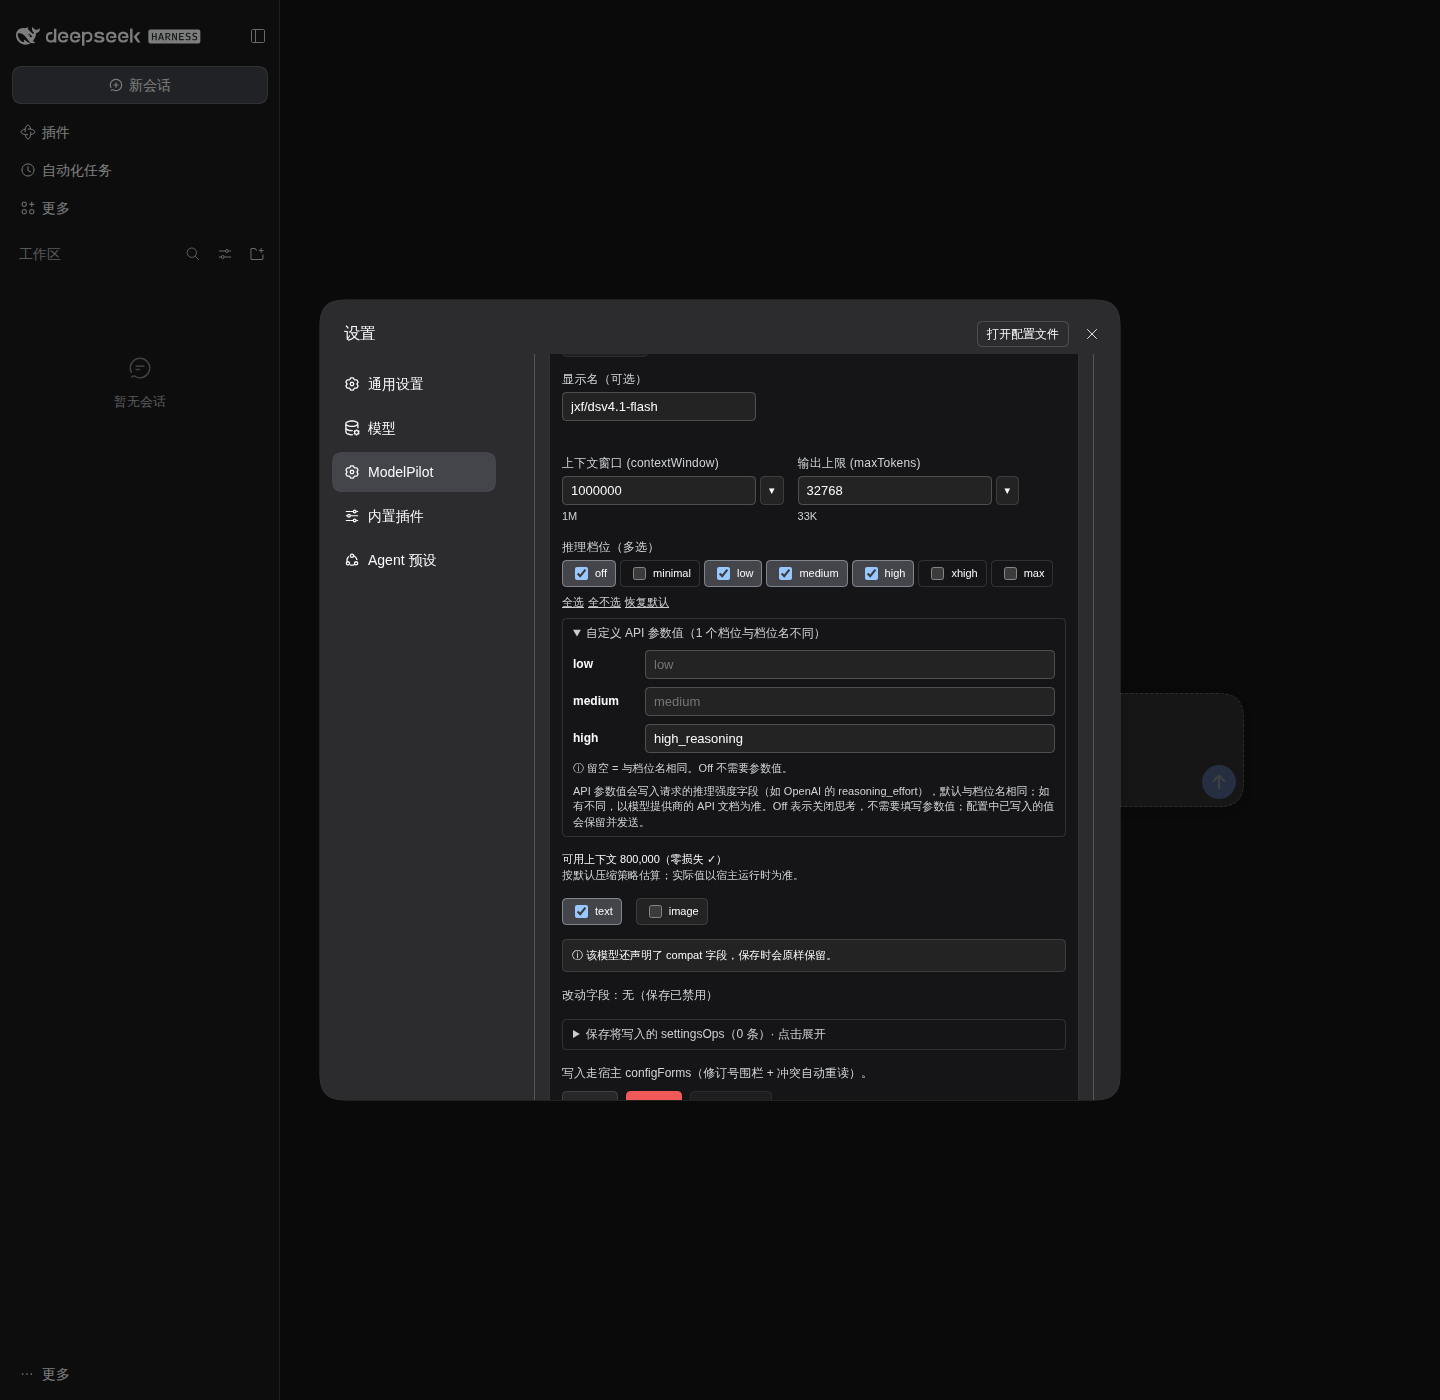 deepseek HARNESS
新会话
插件
自动化任务
更多
工作区
暂无会话
更多
设置
打开配置文件
通用设置
模型
ModelPilot
内置插件
Agent 预设
显示名（可选）
jxf/dsv4.1-flash
上下文窗口 (contextWindow) 输出上限 (maxTokens)
1000000 ▼ 32768 ▼
1M 33K
推理档位（多选）
off minimal low medium high xhigh max
全选 全不选 恢复默认
▼ 自定义 API 参数值（1 个档位与档位名不同）
low low
medium medium
high high_reasoning
ⓘ 留空 = 与档位名相同。Off 不需要参数值。
API 参数值会写入请求的推理强度字段（如 OpenAI 的 reasoning_effort），默认与档位名相同；如
有不同，以模型提供商的 API 文档为准。Off 表示关闭思考，不需要填写参数值；配置中已写入的值
会保留并发送。
可用上下文 800,000（零损失 ✓）
按默认压缩策略估算；实际值以宿主运行时为准。
text image
ⓘ 该模型还声明了 compat 字段，保存时会原样保留。
改动字段：无（保存已禁用）
▶ 保存将写入的 settingsOps（0 条）· 点击展开
写入走宿主 configForms（修订号围栏 + 冲突自动重读）。